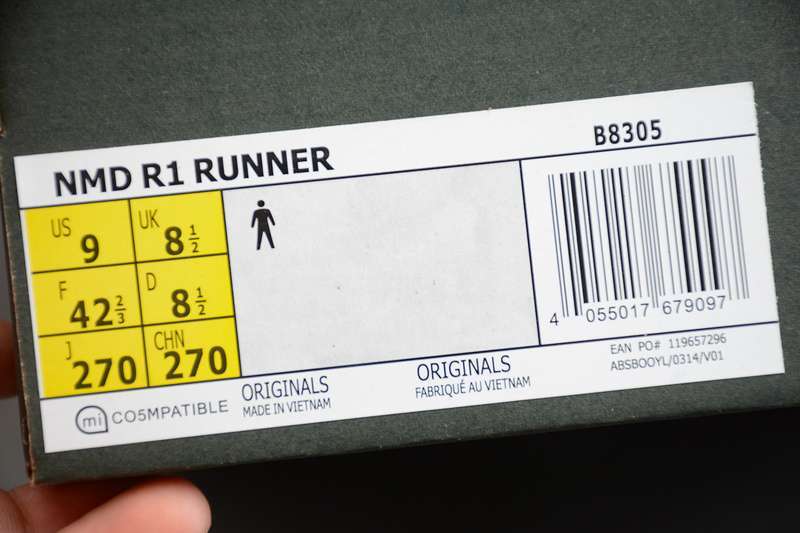 NMD R1 RUNNER
B8305
US 9
UK 8 1/2
F 42 2/3
D 8 1/2
J 270
CHN 270
4 055017 679097
mi CO5MPATIBLE
ORIGINALS
MADE IN VIETNAM
ORIGINALS
FABRIQUÉ AU VIETNAM
EAN PO# 119657296
ABSBOOYL/0314/V01